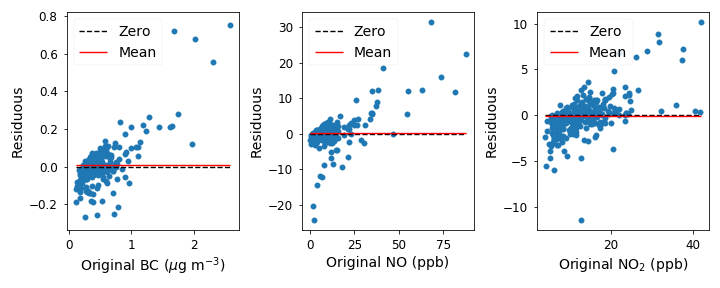 0.8
0.6
0.4
0.2
0.0
−0.2
0
1
2
Residuous
Original BC (μg m⁻³)
Zero
Mean
30
20
10
0
−10
−20
0
25
50
75
Residuous
Original NO (ppb)
Zero
Mean
10
5
0
−5
−10
20
40
Residuous
Original NO₂ (ppb)
Zero
Mean